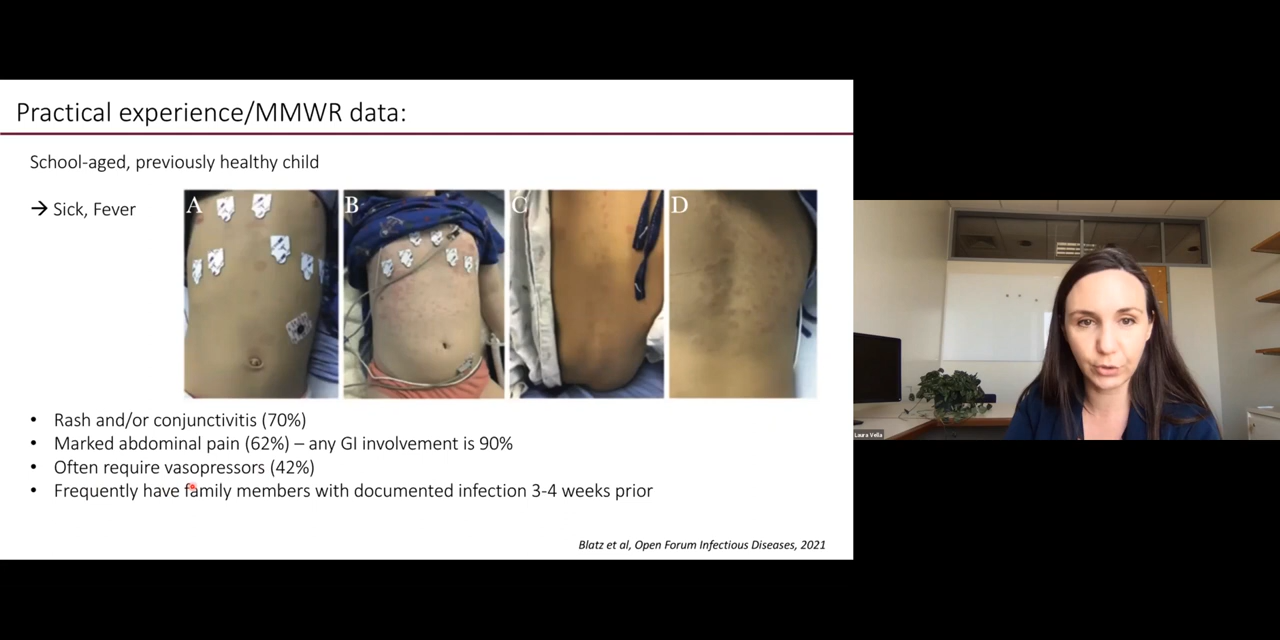 Practical experience/MMWR data:
School-aged, previously healthy child
→ Sick, Fever
A
B
C
D
• Rash and/or conjunctivitis (70%)
• Marked abdominal pain (62%) – any GI involvement is 90%
• Often require vasopressors (42%)
• Frequently have family members with documented infection 3-4 weeks prior
Blatz et al, Open Forum Infectious Diseases, 2021
Laura Vella